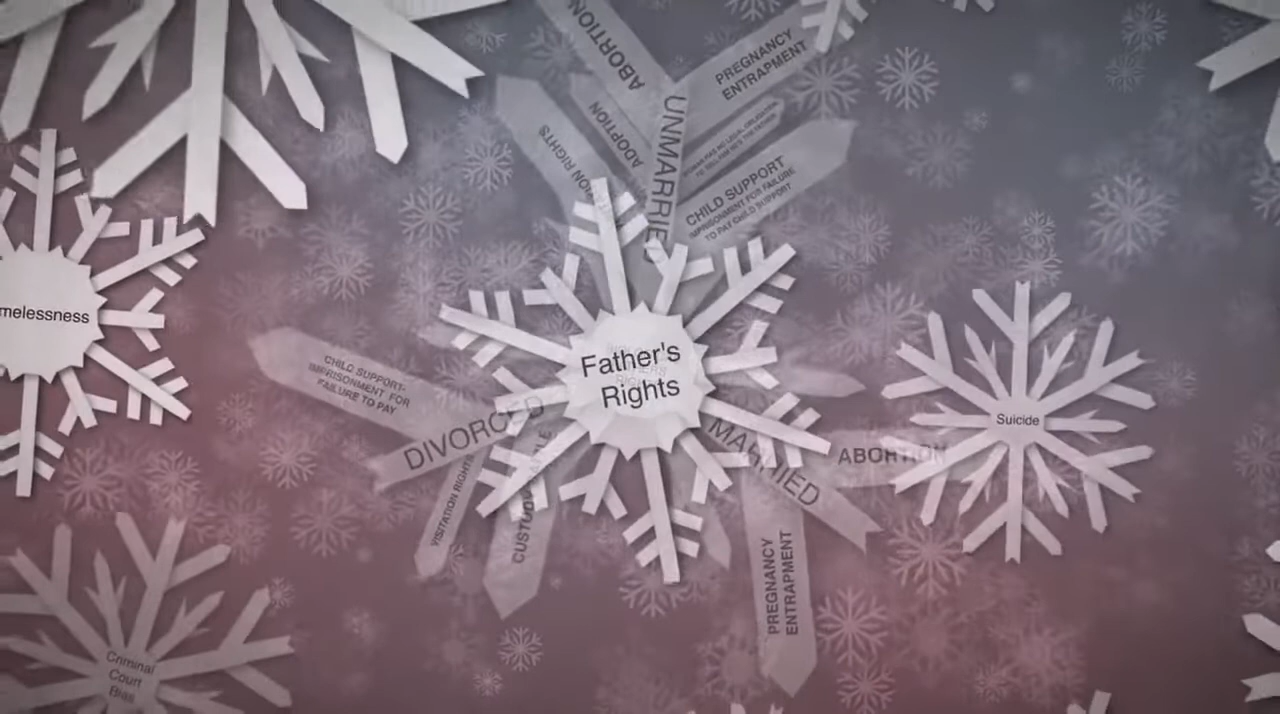 ABORTION
PREGNANCY
ENTRAPMENT
ADOPTION
UNMARRIED
CHILD SUPPORT
IMPRISONMENT FOR FAILURE
TO PAY CHILD SUPPORT
RIGHTS
melessness
Father's
Rights
CHILD SUPPORT-
IMPRISONMENT FOR
FAILURE TO PAY
DIVORCED
VISITATION RIGHTS
MARRIED
ABORTION
Suicide
PREGNANCY
ENTRAPMENT
Criminal
Court
Bias